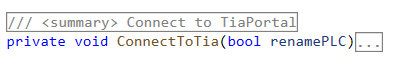 /// <summary> Connect to TiaPortal
private void ConnectToTia(bool renamePLC)...